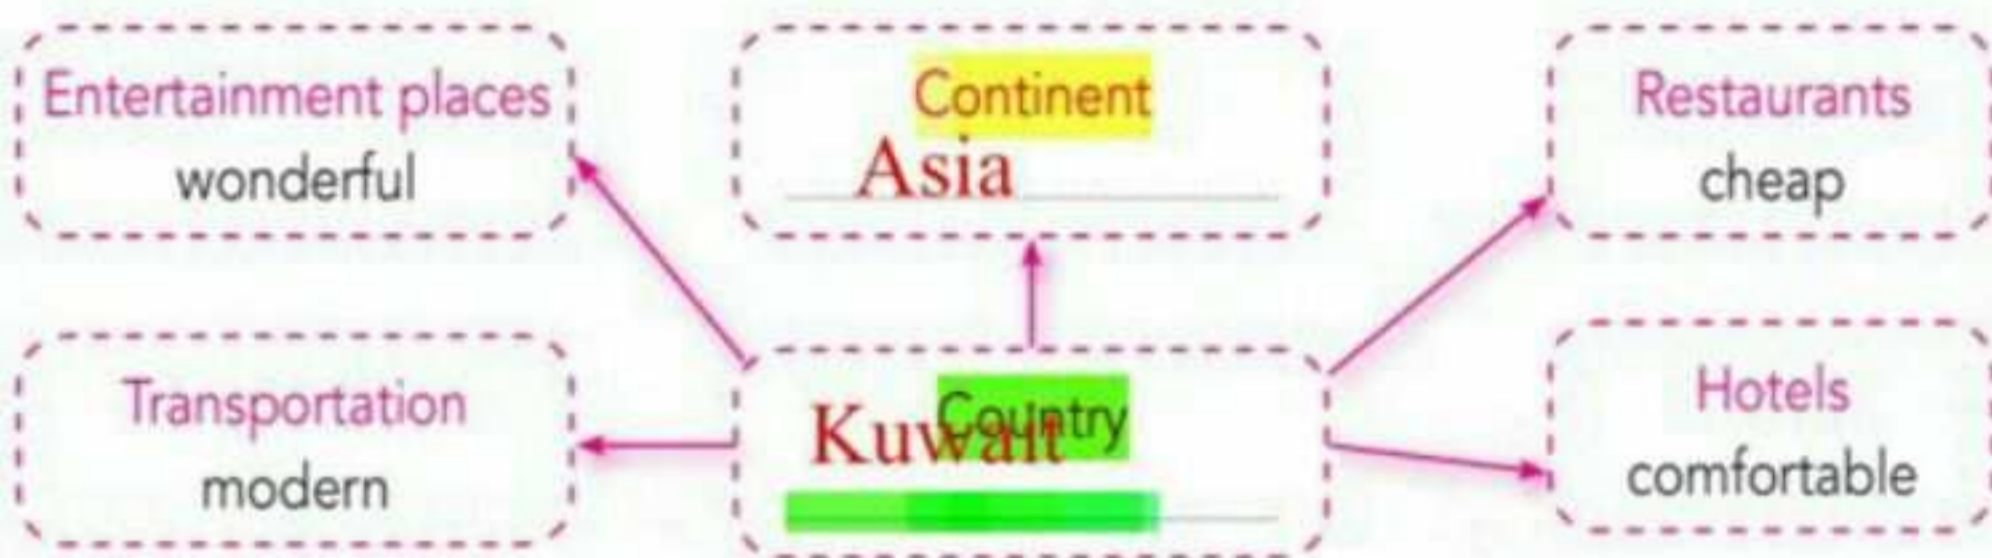 Entertainment places
wonderful
Continent
Asia
Restaurants
cheap
Transportation
modern
Country
Kuwait
Hotels
comfortable